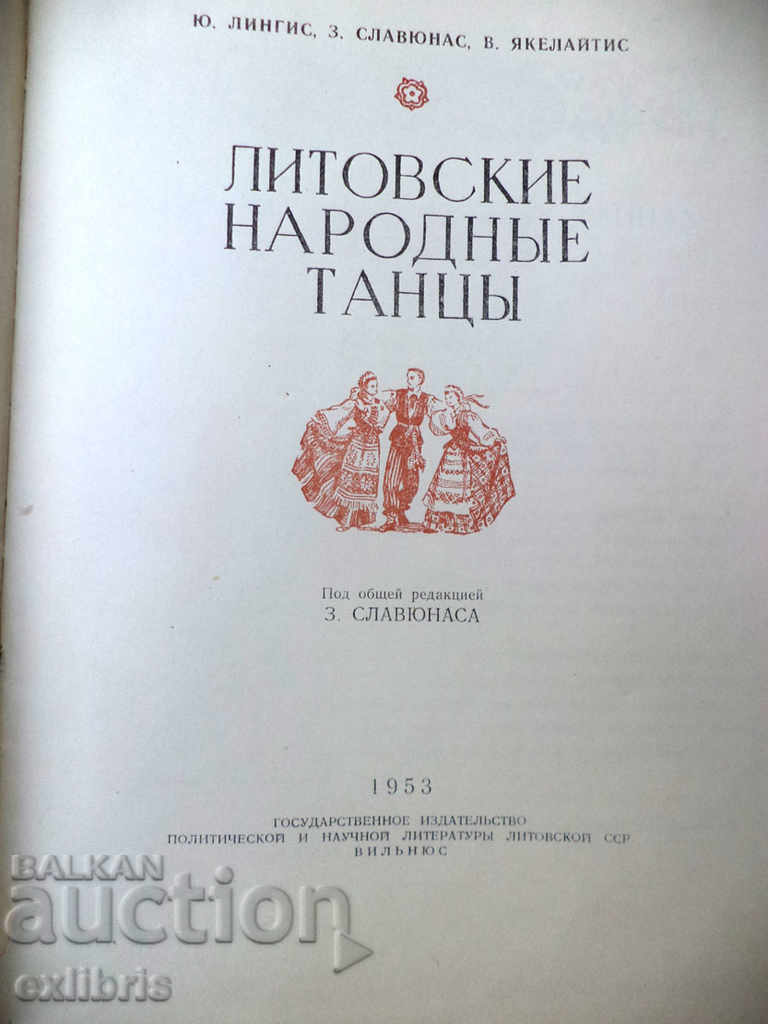 Ю. ЛИНГИС, З. СЛАВЮНАС, В. ЯКЕЛАЙТИС
ЛИТОВСКИЕ
НАРОДНЫЕ
ТАНЦЫ
Под общей редакцией
З. СЛАВЮНАСА
1953
ГОСУДАРСТВЕННОЕ ИЗДАТЕЛЬСТВО
ПОЛИТИЧЕСКОЙ И НАУЧНОЙ ЛИТЕРАТУРЫ ЛИТОВСКОЙ ССР
ВИЛЬНЮС
BALKAN
auction
exlibris